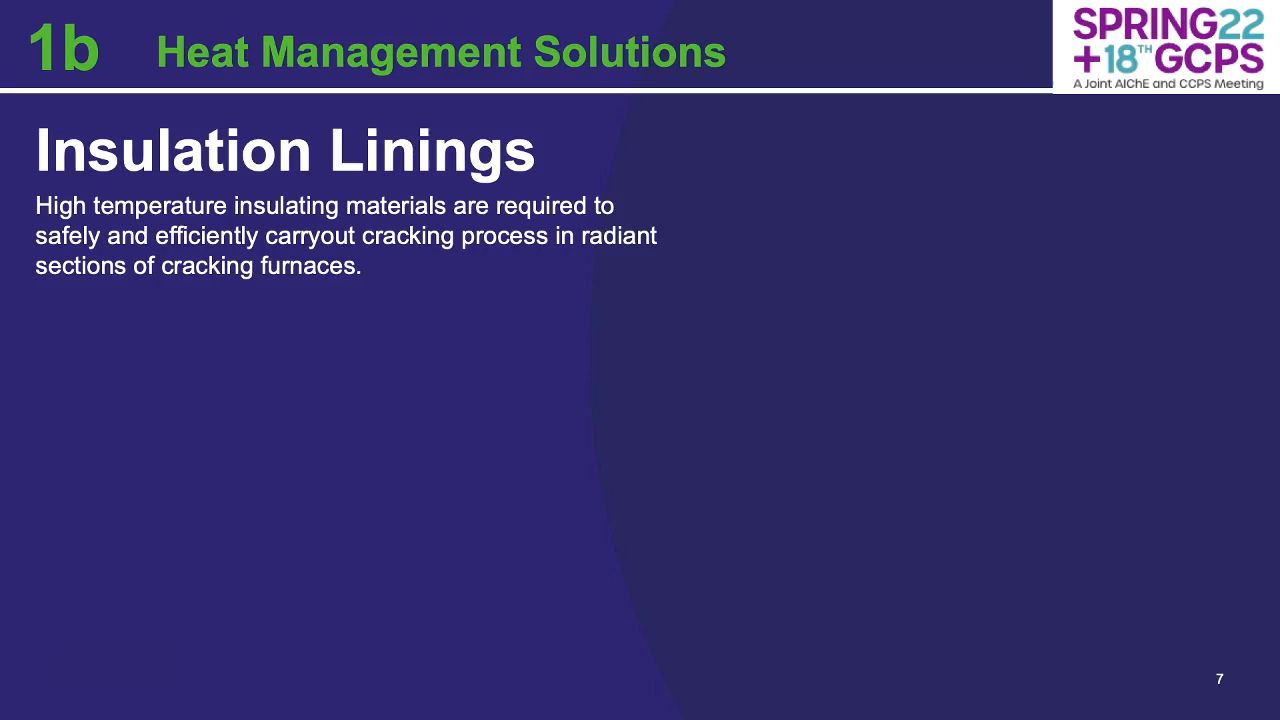 1b Heat Management Solutions
SPRING22
+18TH GCPS
A Joint AIChE and CCPS Meeting
Insulation Linings
High temperature insulating materials are required to
safely and efficiently carryout cracking process in radiant
sections of cracking furnaces.
7